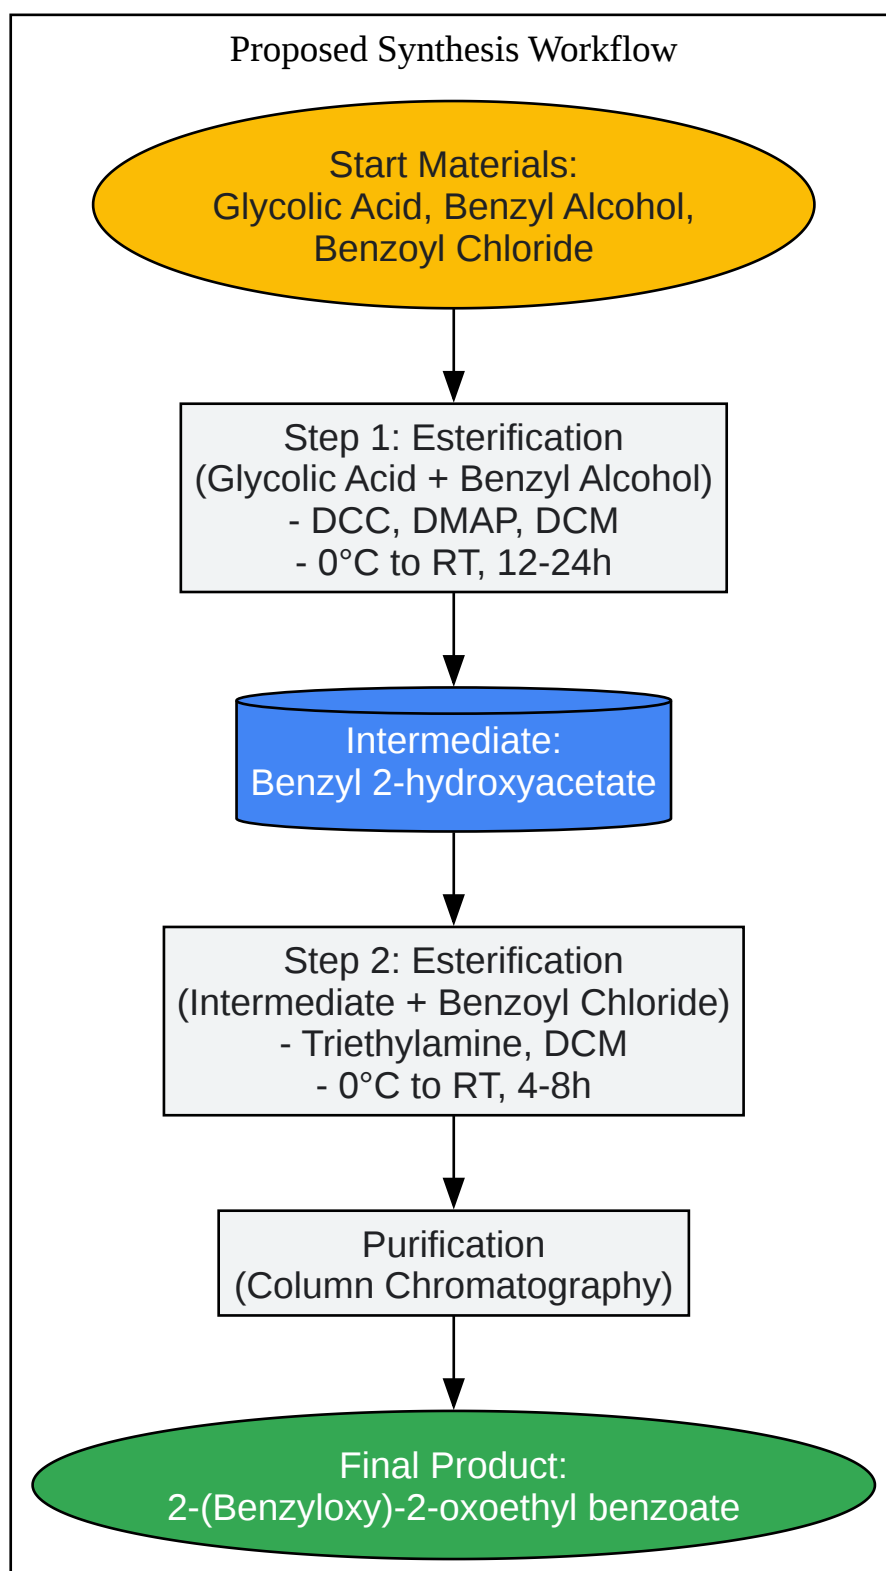 Proposed Synthesis Workflow
Start Materials:
Glycolic Acid, Benzyl Alcohol,
Benzoyl Chloride
Step 1: Esterification
(Glycolic Acid + Benzyl Alcohol)
- DCC, DMAP, DCM
- 0°C to RT, 12-24h
Intermediate:
Benzyl 2-hydroxyacetate
Step 2: Esterification
(Intermediate + Benzoyl Chloride)
- Triethylamine, DCM
- 0°C to RT, 4-8h
Purification
(Column Chromatography)
Final Product:
2-(Benzyloxy)-2-oxoethyl benzoate